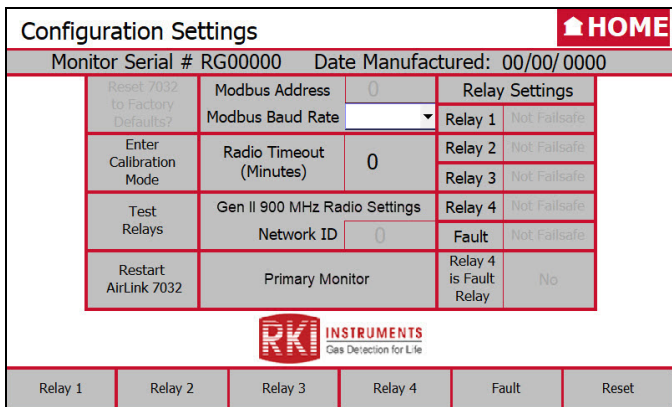 Configuration Settings
HOME
Monitor Serial # RG00000 Date Manufactured: 00/00/ 0000
Reset 7032
to Factory
Defaults?
Modbus Address
0
Relay Settings
Modbus Baud Rate
Relay 1
Not Failsafe
Enter
Calibration
Mode
Radio Timeout
(Minutes)
0
Relay 2
Not Failsafe
Relay 3
Not Failsafe
Test
Relays
Gen II 900 MHz Radio Settings
Relay 4
Not Failsafe
Network ID
0
Fault
Not Failsafe
Restart
AirLink 7032
Primary Monitor
Relay 4
is Fault
Relay
No
RKI INSTRUMENTS
Gas Detection for Life
Relay 1
Relay 2
Relay 3
Relay 4
Fault
Reset